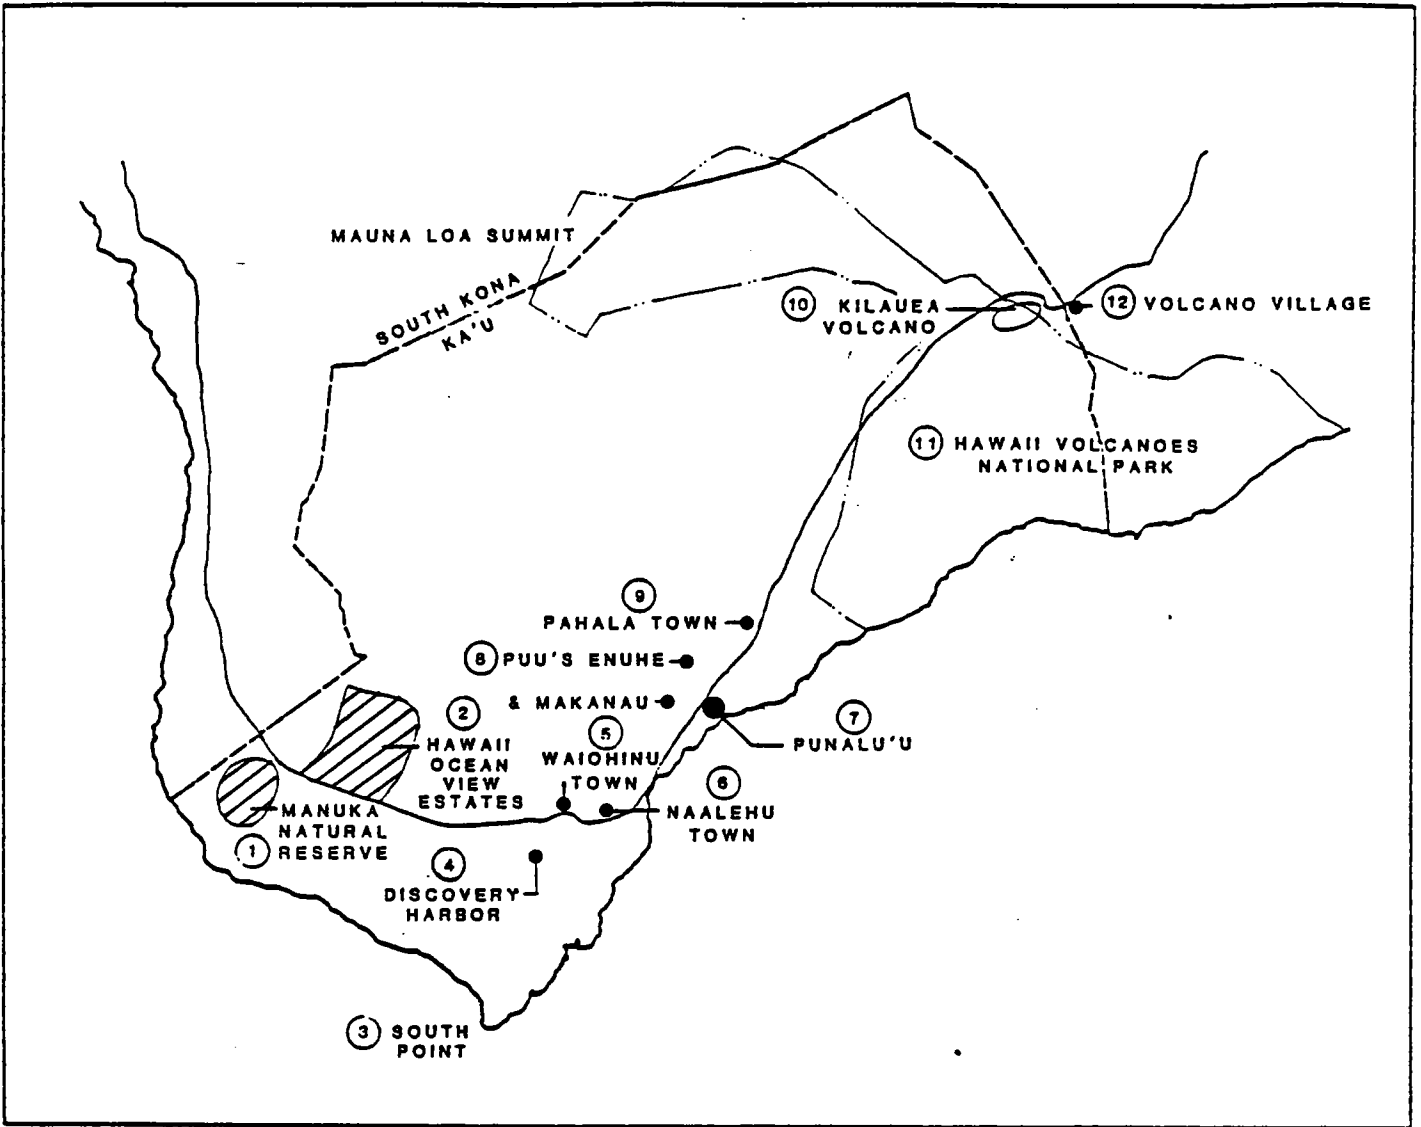 MAUNA LOA SUMMIT
SOUTH KONA
KA'U
10 KILAUEA
VOLCANO
12 VOLCANO VILLAGE
11 HAWAII VOLCANOES
NATIONAL PARK
9
PAHALA TOWN
8 PUU'S ENUHE
& MAKANAU
7
PUNALU'U
2
HAWAII
OCEAN
VIEW
ESTATES
5
WAIOHINU
TOWN
6
NAALEHU
TOWN
MANUKA
NATURAL
1 RESERVE
4
DISCOVERY
HARBOR
3 SOUTH
POINT